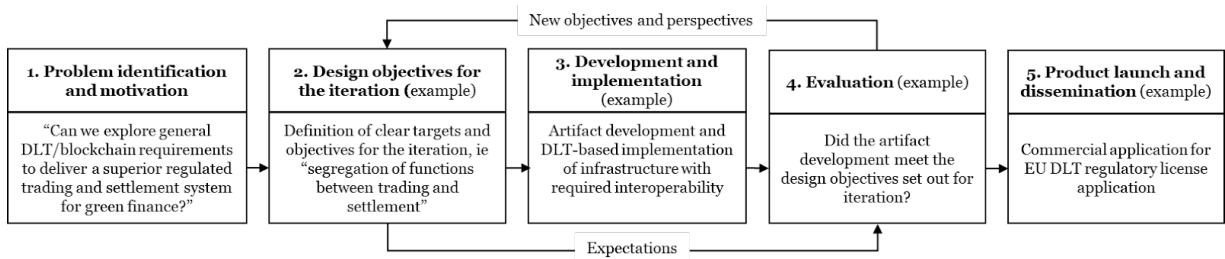 New objectives and perspectives
1. Problem identification
and motivation
“Can we explore general
DLT/blockchain requirements
to deliver a superior regulated
trading and settlement system
for green finance?”
2. Design objectives for
the iteration (example)
Definition of clear targets and
objectives for the iteration, ie
“segregation of functions
between trading and
settlement”
3. Development and
implementation
(example)
Artifact development and
DLT-based implementation
of infrastructure with
required interoperability
4. Evaluation (example)
Did the artifact
development meet the
design objectives set out for
iteration?
5. Product launch and
dissemination (example)
Commercial application for
EU DLT regulatory license
application
Expectations